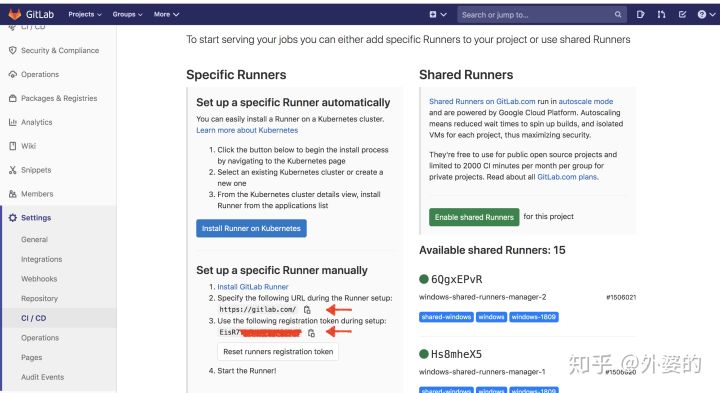 GitLab
Projects
Groups
More
Search or jump to...
CI / CD
Security & Compliance
Operations
Packages & Registries
Analytics
Wiki
Snippets
Members
Settings
General
Integrations
Webhooks
Repository
CI / CD
Operations
Pages
Audit Events
To start serving your jobs you can either add specific Runners to your project or use shared Runners
Specific Runners
Set up a specific Runner automatically
You can easily install a Runner on a Kubernetes cluster.
Learn more about Kubernetes
1. Click the button below to begin the install process
by navigating to the Kubernetes page
2. Select an existing Kubernetes cluster or create a
new one
3. From the Kubernetes cluster details view, install
Runner from the applications list
Install Runner on Kubernetes
Set up a specific Runner manually
1. Install GitLab Runner
2. Specify the following URL during the Runner setup:
https://gitlab.com/
3. Use the following registration token during setup:
EisR7
Reset runners registration token
4. Start the Runner!
Shared Runners
Shared Runners on GitLab.com run in autoscale mode
and are powered by Google Cloud Platform. Autoscaling
means reduced wait times to spin up builds, and isolated
VMs for each project, thus maximizing security.
They're free to use for public open source projects and
limited to 2000 CI minutes per month per group for
private projects. Read about all GitLab.com plans.
Enable shared Runners for this project
Available shared Runners: 15
6QgxEPvR
windows-shared-runners-manager-2 #1506021
shared-windows windows windows-1809
Hs8mheX5
windows-shared-runners-manager-1 #1506020
shared-windows windows windows-1809
知乎 @外婆的